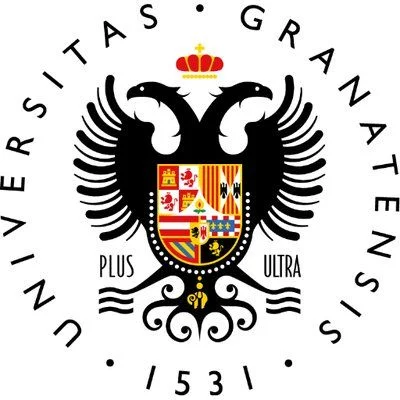 UNIVERSITAS · GRANATENSIS
PLUS ULTRA
· 1531 ·